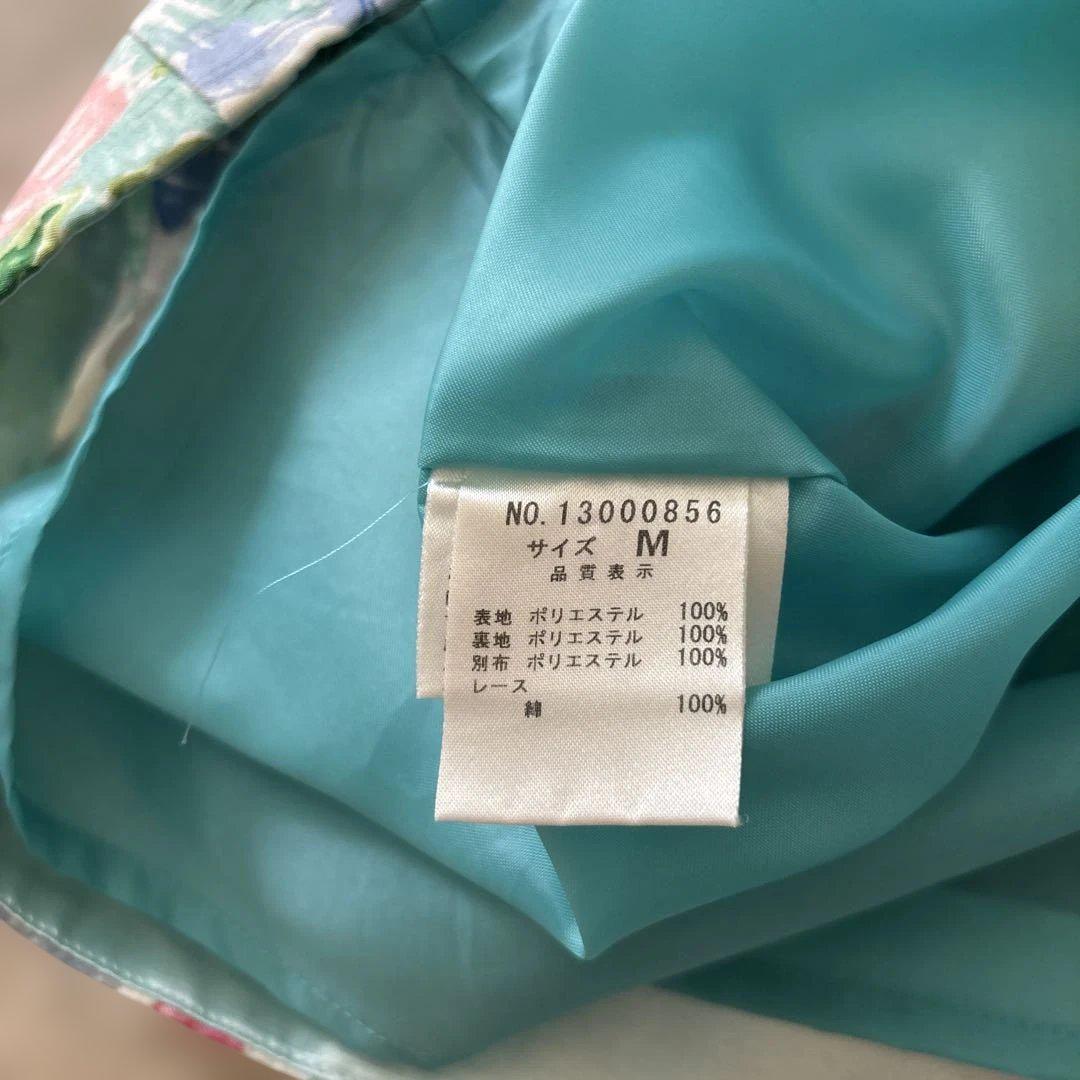 NO.13000856
サイズ M
品質表示
表地 ポリエステル 100%
裏地 ポリエステル 100%
別布 ポリエステル 100%
レース
綿 100%